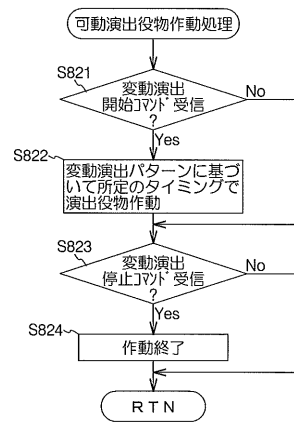 可動演出役物作動処理
S821
変動演出
開始ｺﾏﾝﾄﾞ受信
?
No
Yes
S822
変動演出パターンに基づ
いて所定のタイミングで
演出役物作動
S823
変動演出
停止ｺﾏﾝﾄﾞ受信
?
No
Yes
S824
作動終了
ＲＴＮ